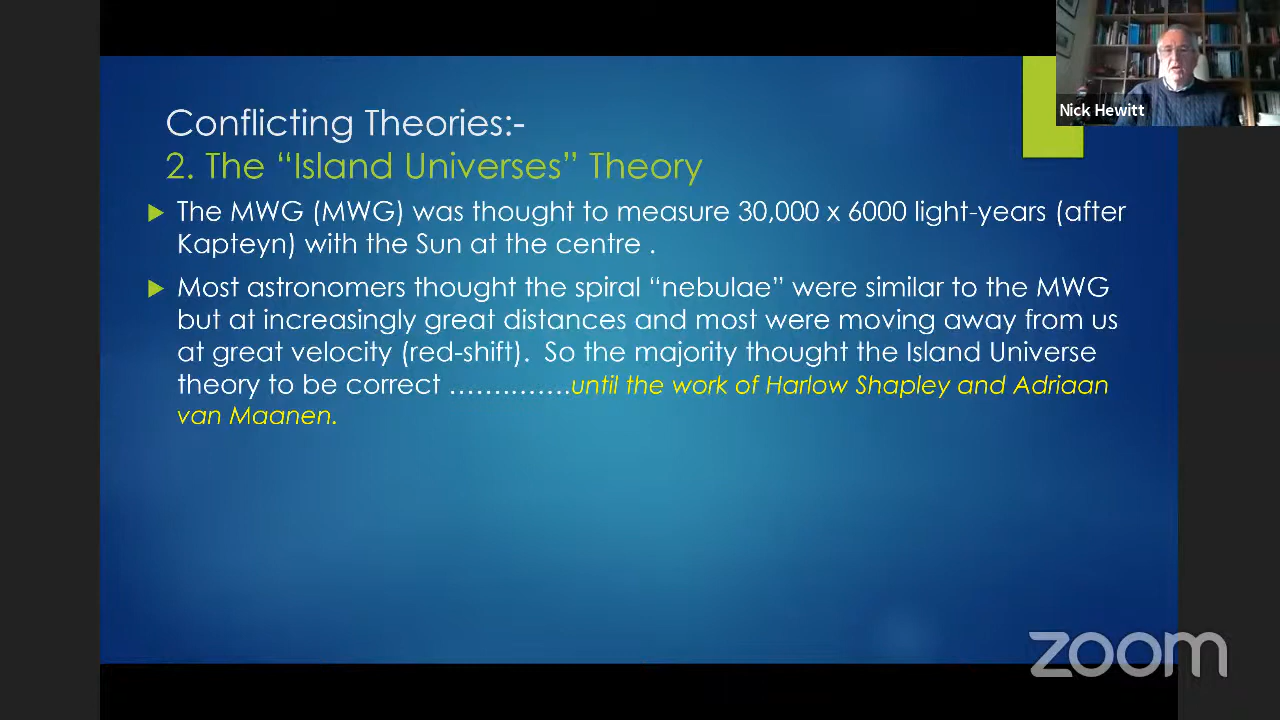 Nick Hewitt
Conflicting Theories:-
2. The “Island Universes” Theory
The MWG (MWG) was thought to measure 30,000 x 6000 light-years (after
Kapteyn) with the Sun at the centre .
Most astronomers thought the spiral “nebulae” were similar to the MWG
but at increasingly great distances and most were moving away from us
at great velocity (red-shift).  So the majority thought the Island Universe
theory to be correct …….…….until the work of Harlow Shapley and Adriaan
van Maanen.
zoom